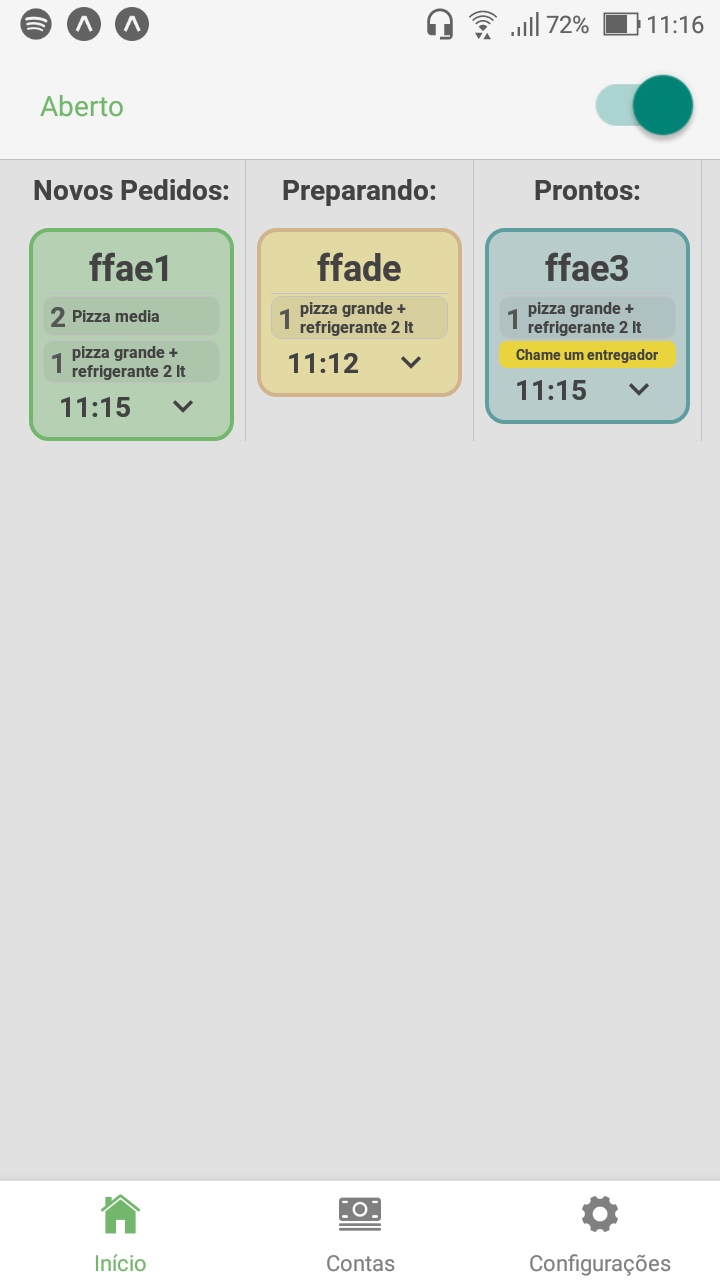 72% 11:16
Aberto
Novos Pedidos:
ffae1
2 Pizza media
1 pizza grande +
refrigerante 2 lt
11:15
Preparando:
ffade
1 pizza grande +
refrigerante 2 lt
11:12
Prontos:
ffae3
1 pizza grande +
refrigerante 2 lt
Chame um entregador
11:15
Início
Contas
Configurações